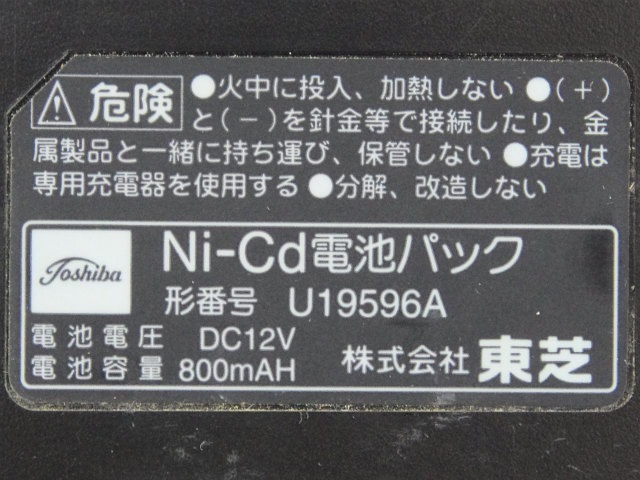 危険 ●火中に投入、加熱しない ●(+)
と(−)を針金等で接続したり、金
属製品と一緒に持ち運び、保管しない ●充電は
専用充電器を使用する ●分解、改造しない
Toshiba
Ni-Cd電池パック
形番号 U19596A
電池電圧 DC12V
電池容量 800mAH
株式会社 東芝